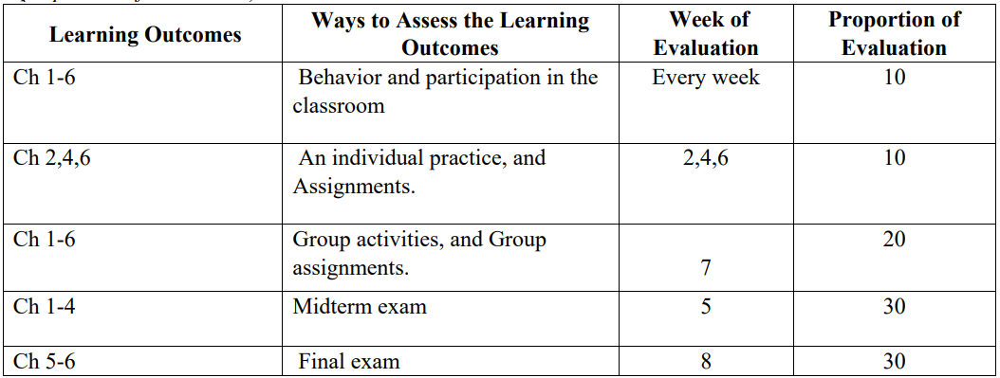 Learning Outcomes
Ways to Assess the Learning
Outcomes
Week of
Evaluation
Proportion of
Evaluation
Ch 1-6
Behavior and participation in the
classroom
Every week
10
Ch 2,4,6
An individual practice, and
Assignments.
2,4,6
10
Ch 1-6
Group activities, and Group
assignments.
7
20
Ch 1-4
Midterm exam
5
30
Ch 5-6
Final exam
8
30